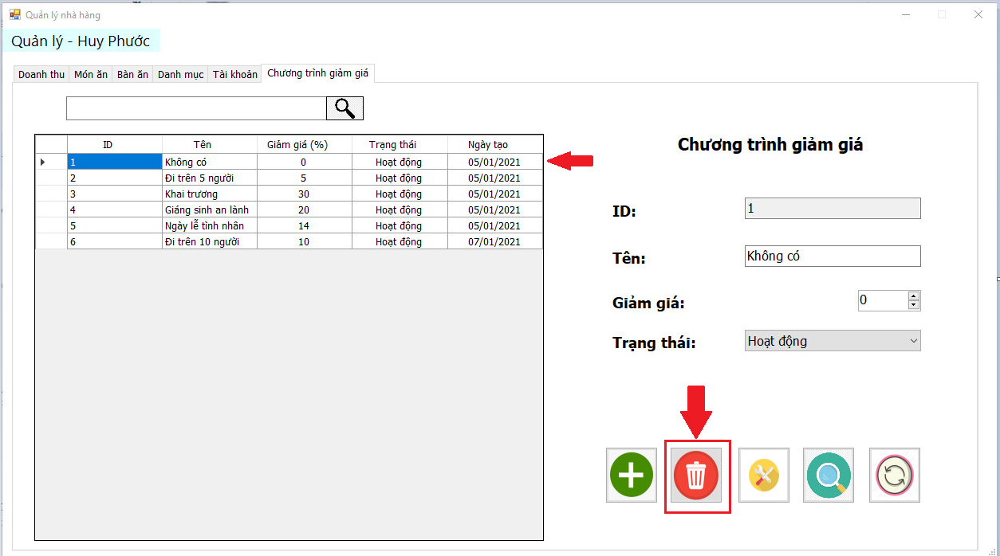 Quản lý nhà hàng
Quản lý - Huy Phước
Doanh thu Món ăn Bàn ăn Danh mục Tài khoản Chương trình giảm giá
ID Tên Giảm giá (%) Trạng thái Ngày tạo
1 Không có 0 Hoạt động 05/01/2021
2 Đi trên 5 người 5 Hoạt động 05/01/2021
3 Khai trương 30 Hoạt động 05/01/2021
4 Giáng sinh an lành 20 Hoạt động 05/01/2021
5 Ngày lễ tình nhân 14 Hoạt động 05/01/2021
6 Đi trên 10 người 10 Hoạt động 07/01/2021
Chương trình giảm giá
ID: 1
Tên: Không có
Giảm giá: 0
Trạng thái: Hoạt động